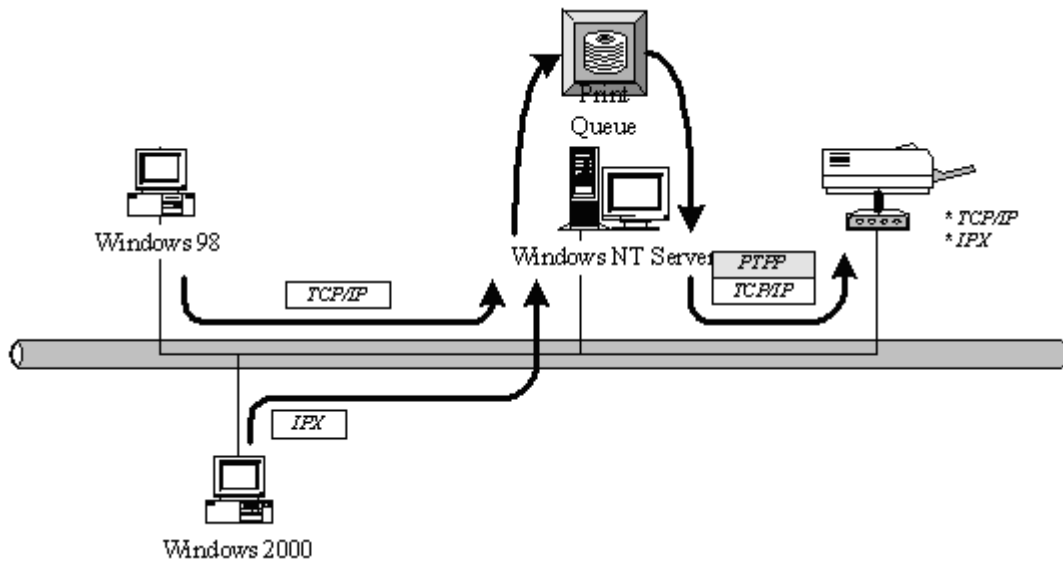 Print
Queue
Windows 98
* TCP/IP
* IPX
Windows NT Server
PTPP
TCP/IP
TCP/IP
IPX
Windows 2000